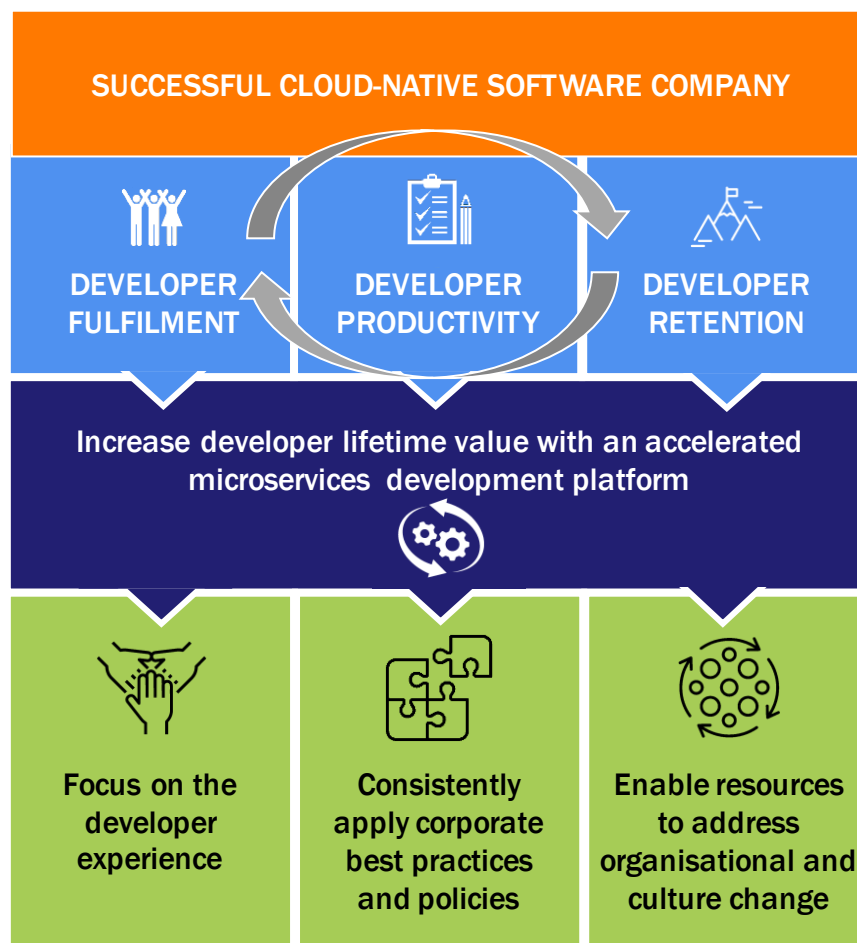 SUCCESSFUL CLOUD-NATIVE SOFTWARE COMPANY
DEVELOPER
FULFILMENT
DEVELOPER
PRODUCTIVITY
DEVELOPER
RETENTION
Increase developer lifetime value with an accelerated
microservices development platform
Focus on the
developer
experience
Consistently
apply corporate
best practices
and policies
Enable resources
to address
organisational and
culture change